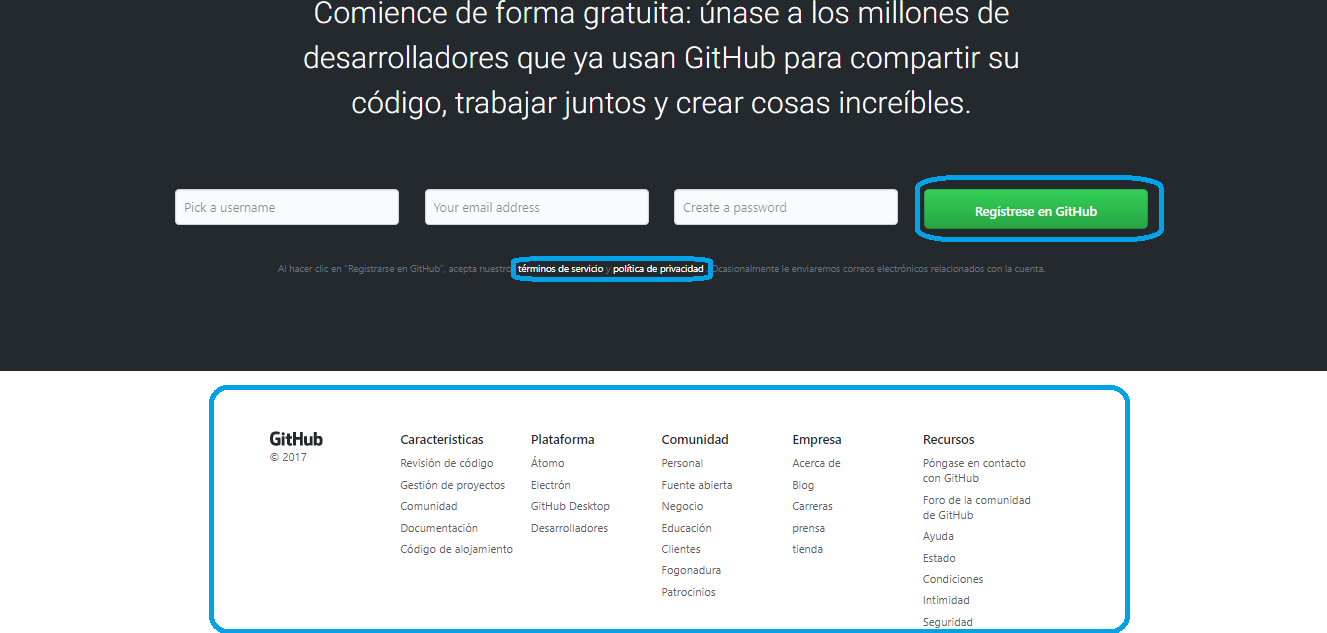 Comience de forma gratuita: únase a los millones de
desarrolladores que ya usan GitHub para compartir su
código, trabajar juntos y crear cosas increíbles.
Pick a username
Your email address
Create a password
Regístrese en GitHub
Al hacer clic en "Registrarse en GitHub", acepta nuestro términos de servicio y política de privacidad Ocasionalmente le enviaremos correos electrónicos relacionados con la cuenta.
GitHub
© 2017
Caracteristicas
Revisión de código
Gestión de proyectos
Comunidad
Documentación
Código de alojamiento
Plataforma
Átomo
Electrón
GitHub Desktop
Desarrolladores
Comunidad
Personal
Fuente abierta
Negocio
Educación
Clientes
Fogonadura
Patrocinios
Empresa
Acerca de
Blog
Carreras
prensa
tienda
Recursos
Póngase en contacto
con GitHub
Foro de la comunidad
de GitHub
Ayuda
Estado
Condiciones
Intimidad
Seguridad